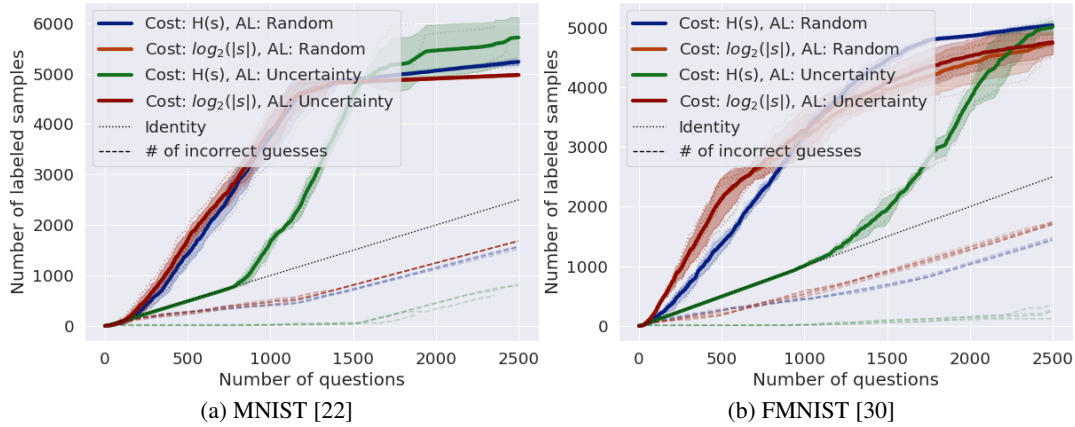 6000
5000
4000
3000
2000
1000
0
Number of labeled samples
Cost: H(s), AL: Random
Cost: log₂(|s|), AL: Random
Cost: H(s), AL: Uncertainty
Cost: log₂(|s|), AL: Uncertainty
Identity
# of incorrect guesses
0 500 1000 1500 2000 2500
Number of questions
(a) MNIST [22]
5000
4000
3000
2000
1000
0
Number of labeled samples
Cost: H(s), AL: Random
Cost: log₂(|s|), AL: Random
Cost: H(s), AL: Uncertainty
Cost: log₂(|s|), AL: Uncertainty
Identity
# of incorrect guesses
0 500 1000 1500 2000 2500
Number of questions
(b) FMNIST [30]